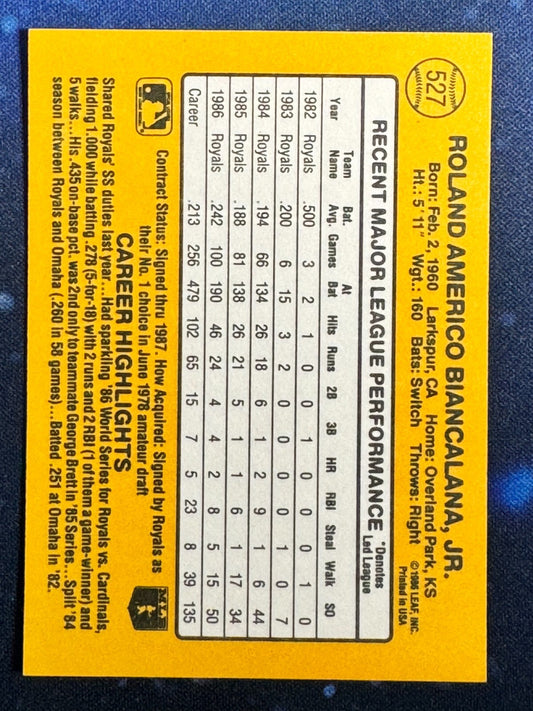 527
ROLAND AMERICO BIANCALANA, JR.
Born: Feb. 2, 1960 Larkspur, CA Home: Overland Park, KS
Ht.: 5'11" Wgt.: 160 Bats: Switch Throws: Right
© 1986 LEAF, INC.
Printed in USA
RECENT MAJOR LEAGUE PERFORMANCE
*Denotes
Led League
Year Team Name Bat. Avg. Games At Bat Hits Runs 2B 3B HR RBI Steal Walk SO
1982 Royals .500 3 2 1 0 0 1 0 0 0 1 0
1983 Royals .200 6 15 3 2 0 0 0 0 1 0 7
1984 Royals .194 66 134 26 18 6 1 2 9 1 6 44
1985 Royals .188 81 138 26 21 5 1 1 6 1 17 34
1986 Royals .242 100 190 46 24 4 4 2 8 5 15 50
Career .213 256 479 102 65 15 7 5 23 8 39 135
Contract Status: Signed thru 1987. How Acquired: Signed by Royals as
their No. 1 choice in June 1978 amateur draft
CAREER HIGHLIGHTS
Shared Royals' SS duties last year...Had sparkling '86 World Series for Royals vs. Cardinals,
fielding 1.000 while batting .278 (5-for-18) with 2 runs and 2 RBI (1 of them a game-winner) and
5 walks...His .435 on-base pct. was 2nd only to teammate George Brett in '85 Series...Split '84
season between Royals and Omaha (.260 in 58 games)...Batted .251 at Omaha in '82.